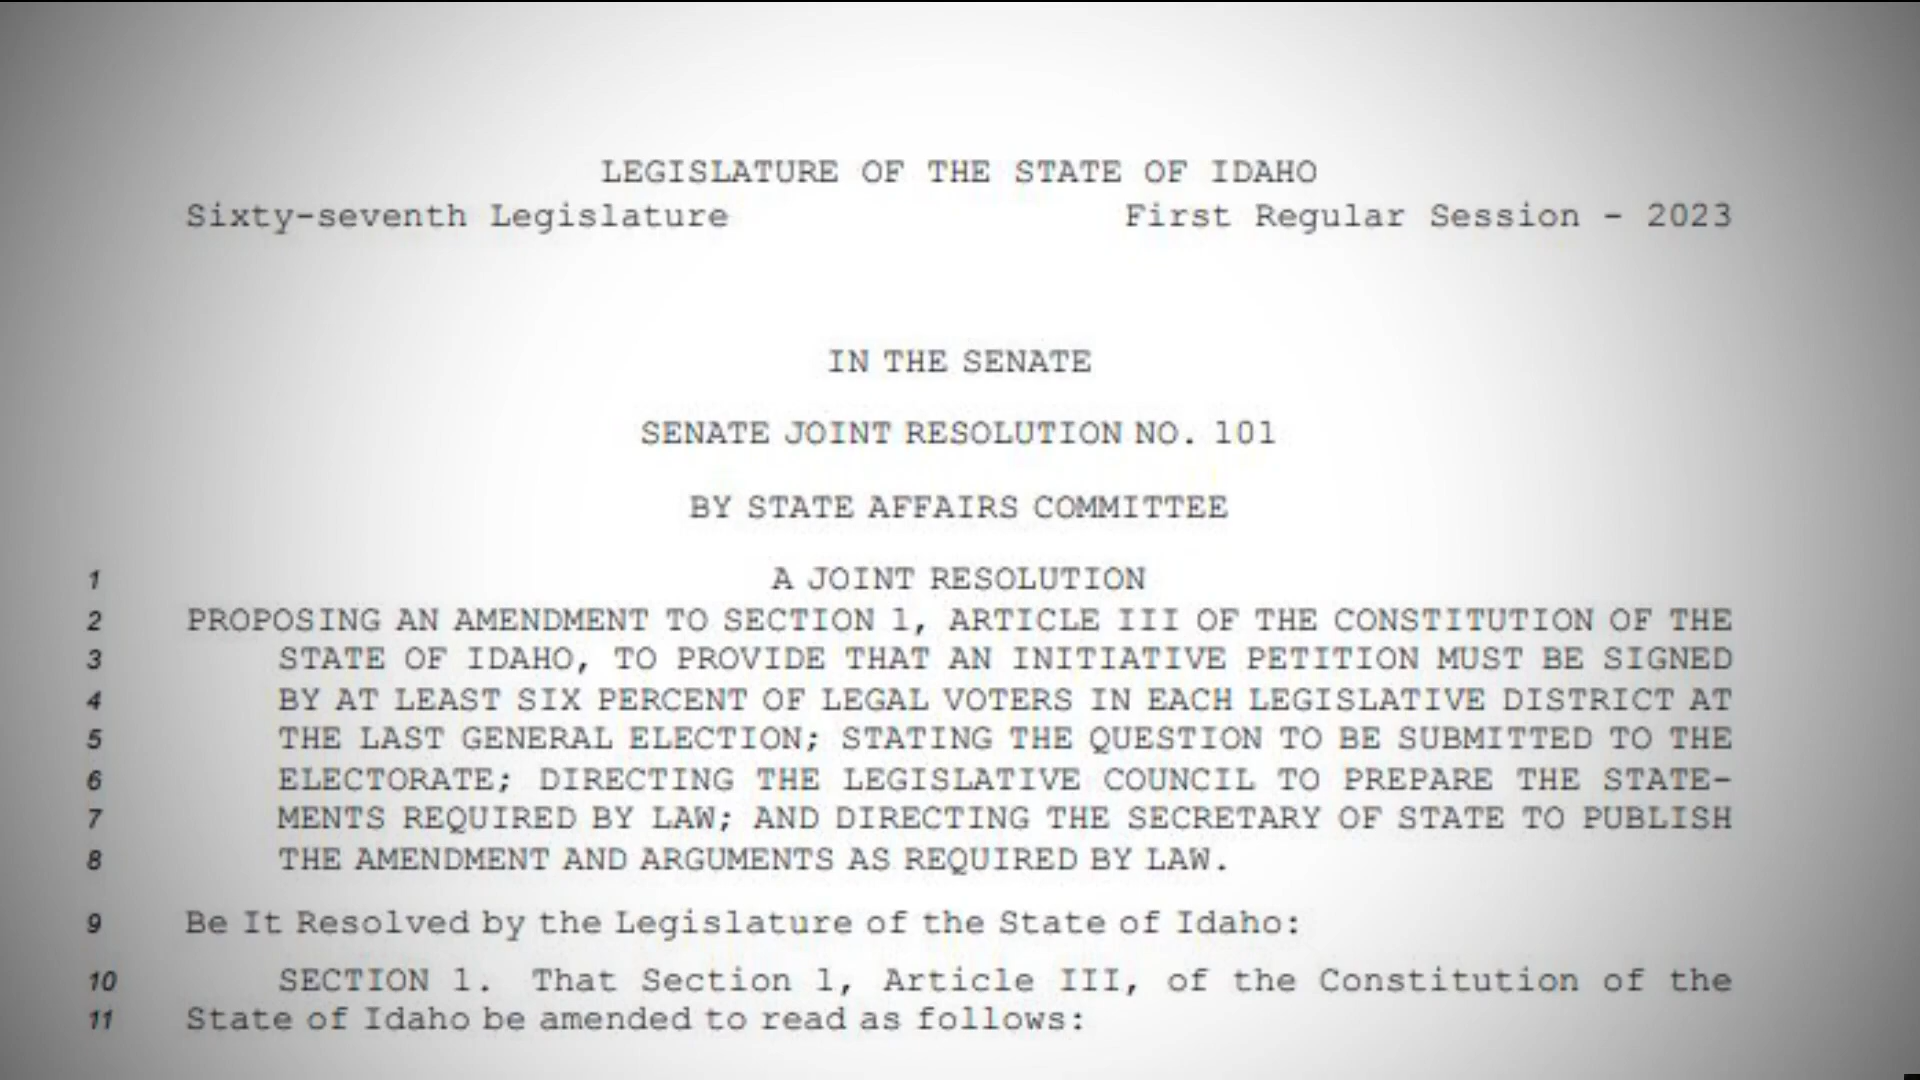 LEGISLATURE OF THE STATE OF IDAHO
Sixty-seventh Legislature First Regular Session - 2023
IN THE SENATE
SENATE JOINT RESOLUTION NO. 101
BY STATE AFFAIRS COMMITTEE
1 A JOINT RESOLUTION
2 PROPOSING AN AMENDMENT TO SECTION 1, ARTICLE III OF THE CONSTITUTION OF THE
3 STATE OF IDAHO, TO PROVIDE THAT AN INITIATIVE PETITION MUST BE SIGNED
4 BY AT LEAST SIX PERCENT OF LEGAL VOTERS IN EACH LEGISLATIVE DISTRICT AT
5 THE LAST GENERAL ELECTION; STATING THE QUESTION TO BE SUBMITTED TO THE
6 ELECTORATE; DIRECTING THE LEGISLATIVE COUNCIL TO PREPARE THE STATE-
7 MENTS REQUIRED BY LAW; AND DIRECTING THE SECRETARY OF STATE TO PUBLISH
8 THE AMENDMENT AND ARGUMENTS AS REQUIRED BY LAW.
9 Be It Resolved by the Legislature of the State of Idaho:
10 SECTION 1. That Section 1, Article III, of the Constitution of the
11 State of Idaho be amended to read as follows: